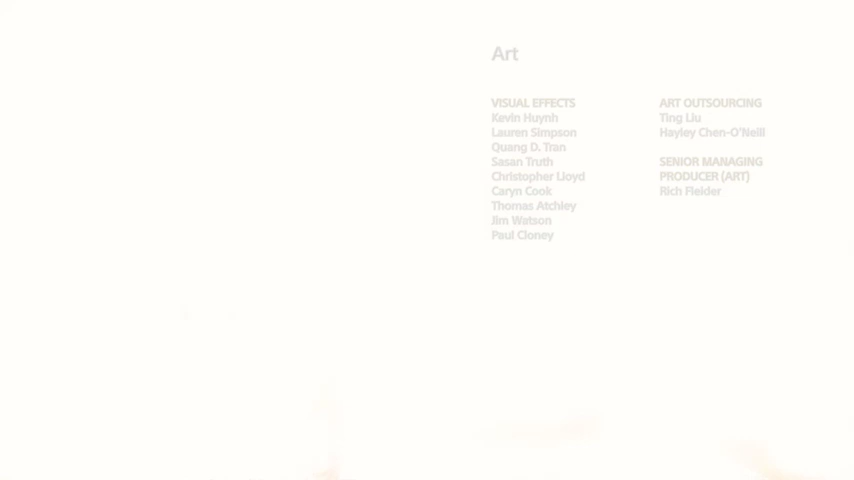 Art
VISUAL EFFECTS
Kevin Huynh
Lauren Simpson
Quang D. Tran
Sasan Truth
Christopher Lloyd
Caryn Cook
Thomas Atchley
Jim Watson
Paul Cloney
ART OUTSOURCING
Ting Liu
Hayley Chen-O'Neill
SENIOR MANAGING
PRODUCER (ART)
Rich Fielder